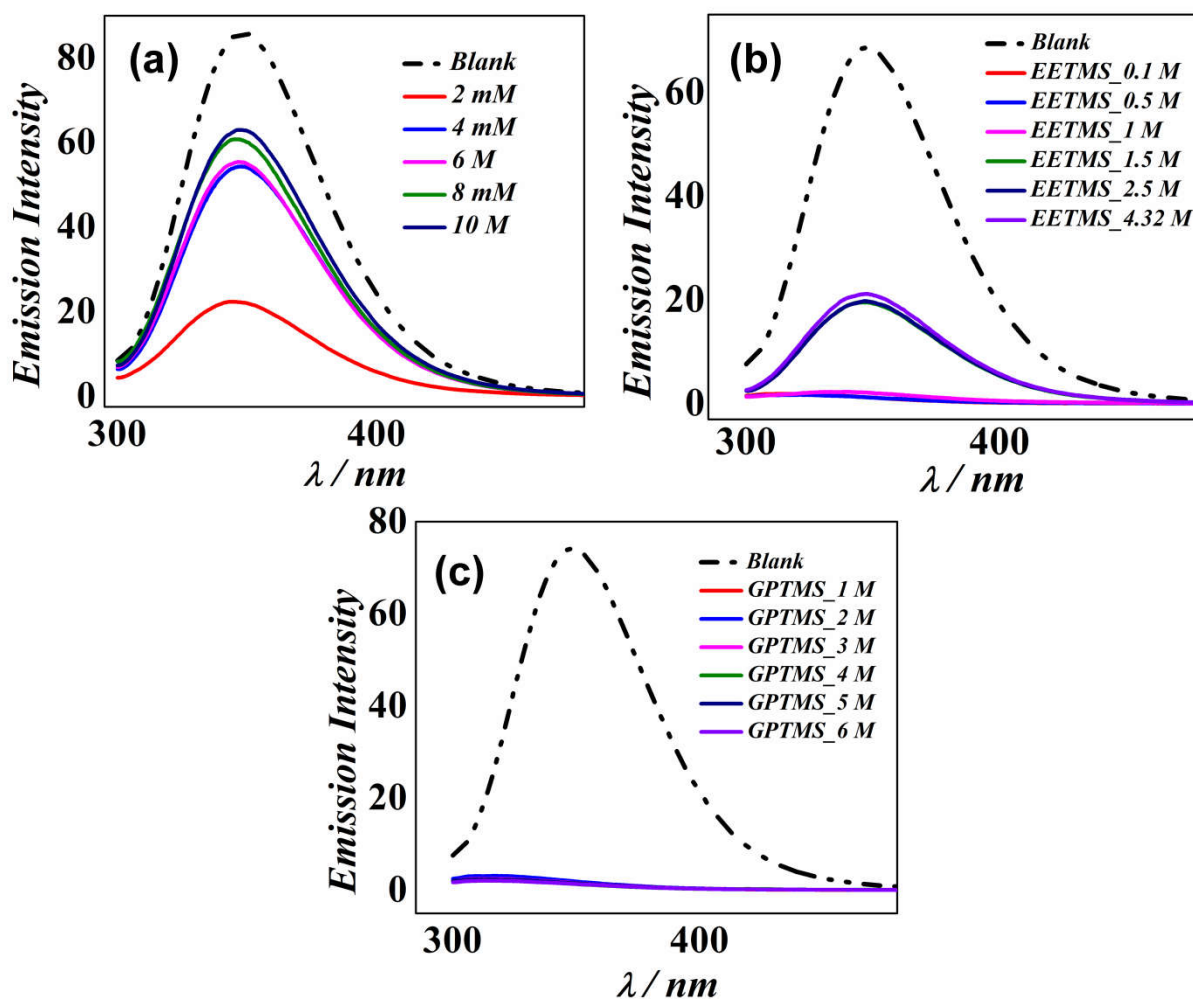 (a)
Emission Intensity
80
60
40
20
0
300
400
λ / nm
Blank
2 mM
4 mM
6 M
8 mM
10 M
(b)
Emission Intensity
60
40
20
0
300
400
λ / nm
Blank
EETMS_0.1 M
EETMS_0.5 M
EETMS_1 M
EETMS_1.5 M
EETMS_2.5 M
EETMS_4.32 M
(c)
Emission Intensity
80
60
40
20
0
300
400
λ / nm
Blank
GPTMS_1 M
GPTMS_2 M
GPTMS_3 M
GPTMS_4 M
GPTMS_5 M
GPTMS_6 M